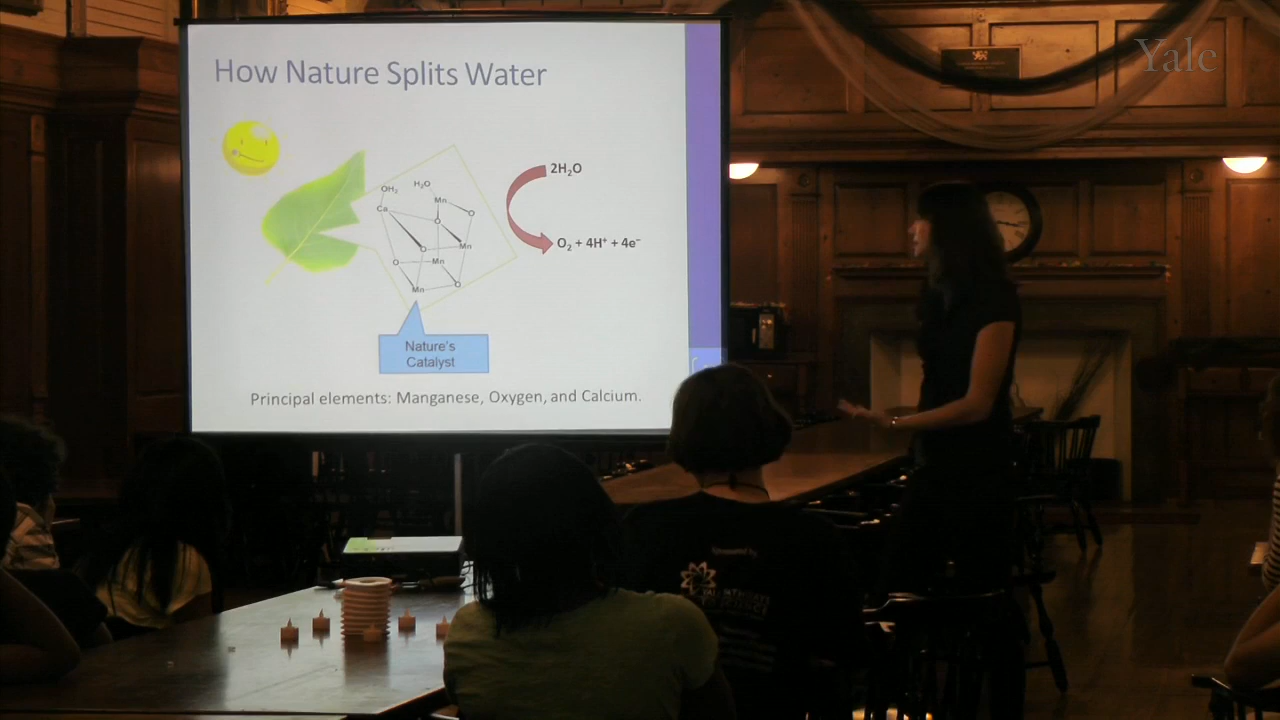 Yale
How Nature Splits Water
OH₂
H₂O
Mn
Ca
O
O
Mn
O
O
Mn
O
Mn
2H₂O
O₂ + 4H⁺ + 4e⁻
Nature's
Catalyst
Principal elements: Manganese, Oxygen, and Calcium.